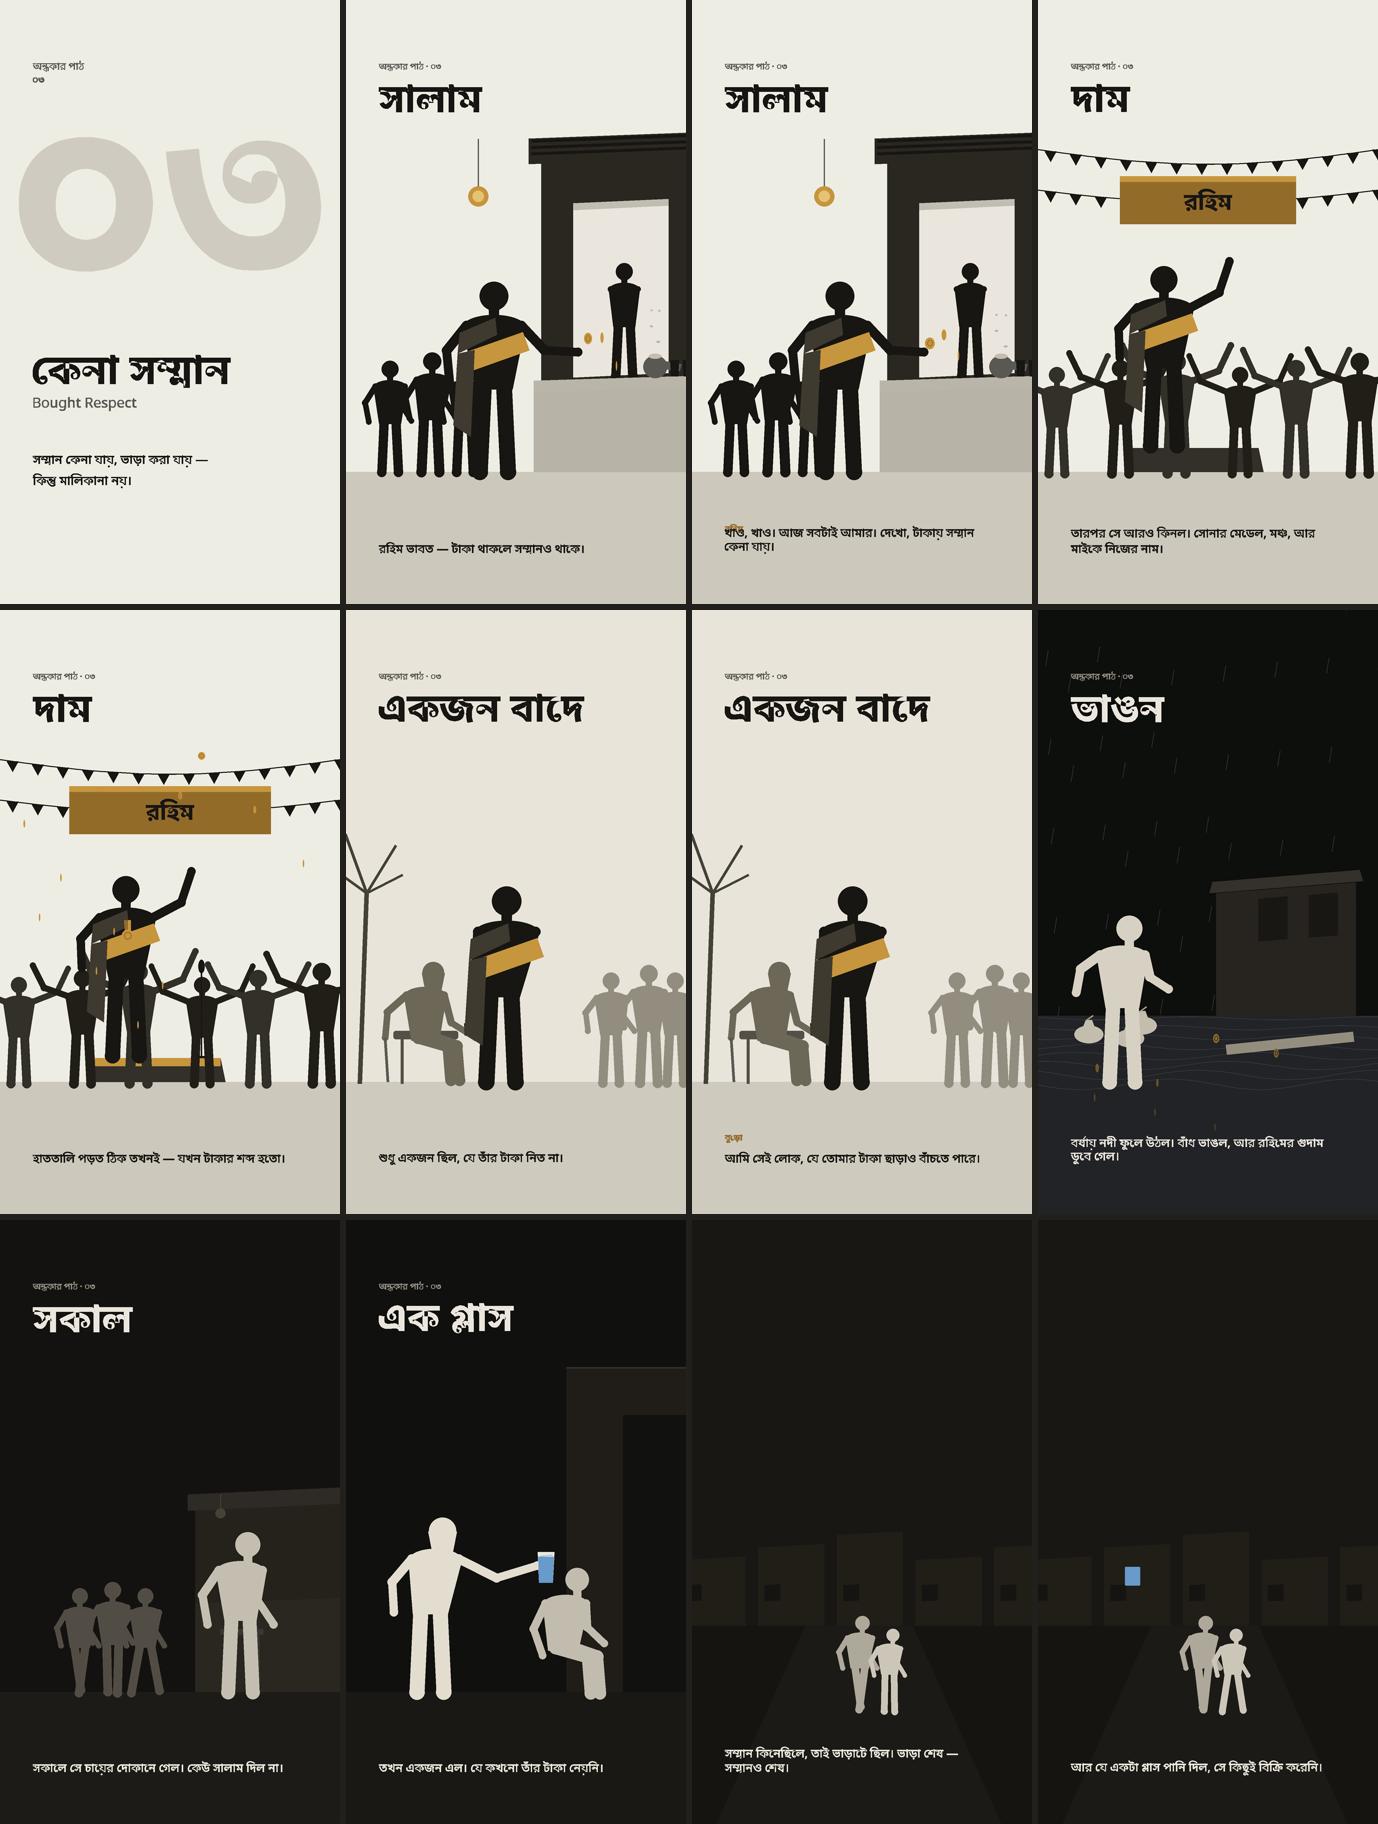 অন্ধকার পাঠ
০৩
০৩
কেনা সম্মান
Bought Respect
সম্মান কেনা যায়, ভাড়া করা যায় —
কিন্তু মালিকানা নয়।
অন্ধকার পাঠ · ০৩
সালাম
রহিম ভাবত — টাকা থাকলে সম্মানও থাকে।
অন্ধকার পাঠ · ০৩
সালাম
রহিম
খাও, খাও। আজ সবটাই আমার। দেখো, টাকায় সম্মান
কেনা যায়।
অন্ধকার পাঠ · ০৩
দাম
রহিম
তারপর সে আরও কিনল। সোনার মেডেল, মঞ্চ, আর
মাইকে নিজের নাম।
অন্ধকার পাঠ · ০৩
দাম
রহিম
হাততালি পড়ত ঠিক তখনই — যখন টাকার শব্দ হতো।
অন্ধকার পাঠ · ০৩
একজন বাদে
শুধু একজন ছিল, যে তাঁর টাকা নিত না।
অন্ধকার পাঠ · ০৩
একজন বাদে
বুড়ো
আমি সেই লোক, যে তোমার টাকা ছাড়াও বাঁচতে পারে।
অন্ধকার পাঠ · ০৩
ভাঙন
বর্ষায় নদী ফুলে উঠল। বাঁধ ভাঙল, আর রহিমের গুদাম
ডুবে গেল।
অন্ধকার পাঠ · ০৩
সকাল
সকালে সে চায়ের দোকানে গেল। কেউ সালাম দিল না।
অন্ধকার পাঠ · ০৩
এক গ্লাস
তখন একজন এল। যে কখনো তাঁর টাকা নেয়নি।
সম্মান কিনেছিলে, তাই ভাড়াটে ছিল। ভাড়া শেষ —
সম্মানও শেষ।
আর যে একটা গ্লাস পানি দিল, সে কিছুই বিক্রি করেনি।